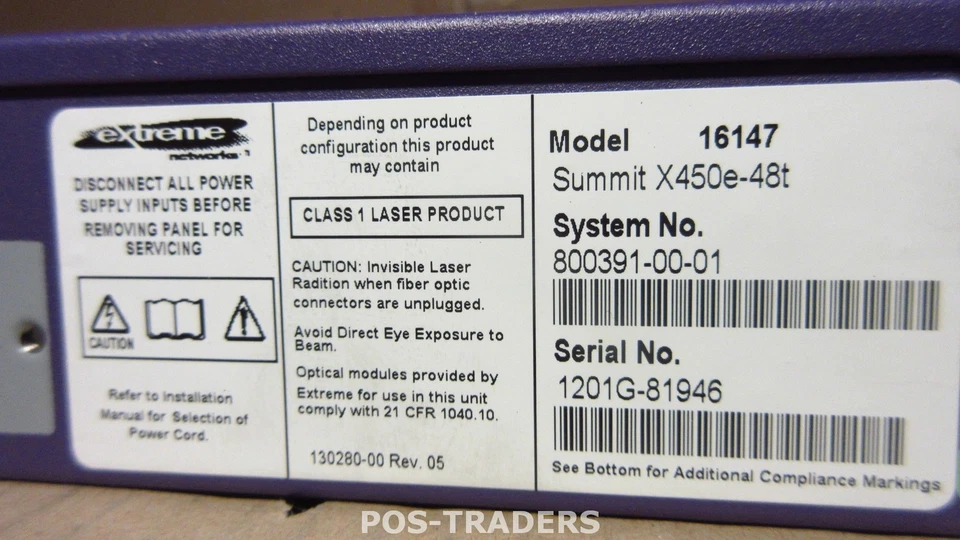 extreme
networks
DISCONNECT ALL POWER
SUPPLY INPUTS BEFORE
REMOVING PANEL FOR
SERVICING
CAUTION
Refer to Installation
Manual for Selection of
Power Cord.
Depending on product
configuration this product
may contain
CLASS 1 LASER PRODUCT
CAUTION: Invisible Laser
Radition when fiber optic
connectors are unplugged.
Avoid Direct Eye Exposure to
Beam.
Optical modules provided by
Extreme for use in this unit
comply with 21 CFR 1040.10.
130280-00 Rev. 05
Model 16147
Summit X450e-48t
System No.
800391-00-01
Serial No.
1201G-81946
See Bottom for Additional Compliance Markings
POS-TRADERS